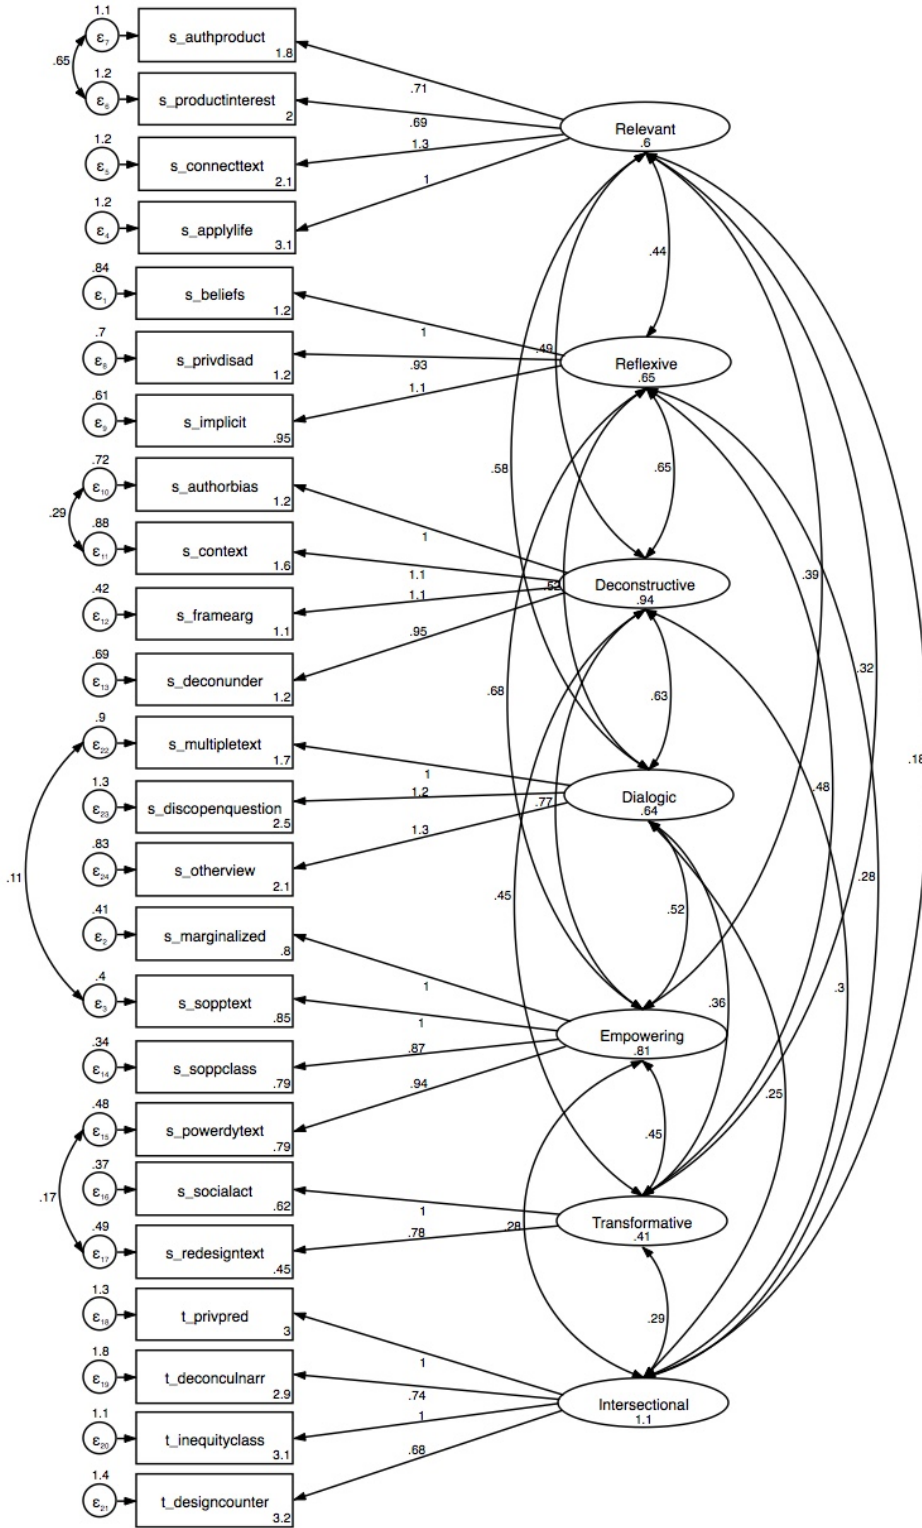 1.1
ε7
s_authproduct
1.8
.65
1.2
ε6
s_productinterest
2
1.2
ε5
s_connecttext
2.1
1.2
ε4
s_applylife
3.1
.84
ε1
s_beliefs
1.2
.7
ε8
s_privdisad
1.2
.61
ε9
s_implicit
.95
.72
ε10
s_authorbias
1.2
.29
.88
ε11
s_context
1.6
.42
ε12
s_framearg
1.1
.69
ε13
s_deconunder
1.2
.9
ε22
s_multipletext
1.7
1.3
ε23
s_discopenquestion
2.5
.83
ε24
s_otherview
2.1
.11
.41
ε2
s_marginalized
.8
.4
ε3
s_sopptext
.85
.34
ε14
s_soppclass
.79
.48
ε15
s_powerdytext
.79
.17
.37
ε16
s_socialact
.62
.49
ε17
s_redesigntext
.45
1.3
ε18
t_privpred
3
1.8
ε19
t_deconculnarr
2.9
1.1
ε20
t_inequityclass
3.1
1.4
ε21
t_designcounter
3.2
.71
.69
1.3
1
Relevant
.6
.44
1
.93
1.1
.49
Reflexive
.65
.58
.65
1
1.1
1.1
.95
.52
Deconstructive
.94
.39
.32
.68
.63
.18
1
1.2
1.3
.77
Dialogic
.64
.48
.28
.45
.52
.36
.3
1
1
.87
.94
Empowering
.81
.25
.45
1
.78
.28
Transformative
.41
.29
1
.74
1
.68
Intersectional
1.1